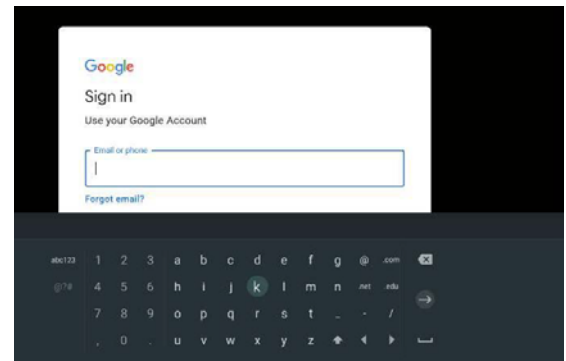 Google
Sign in
Use your Google Account
Email or phone
Forgot email?
abc123 1 2 3 a b c d e f g @ .com
@?# 4 5 6 h i j k l m n .net .edu
7 8 9 o p q r s t _ - /
, 0 . u v w x y z